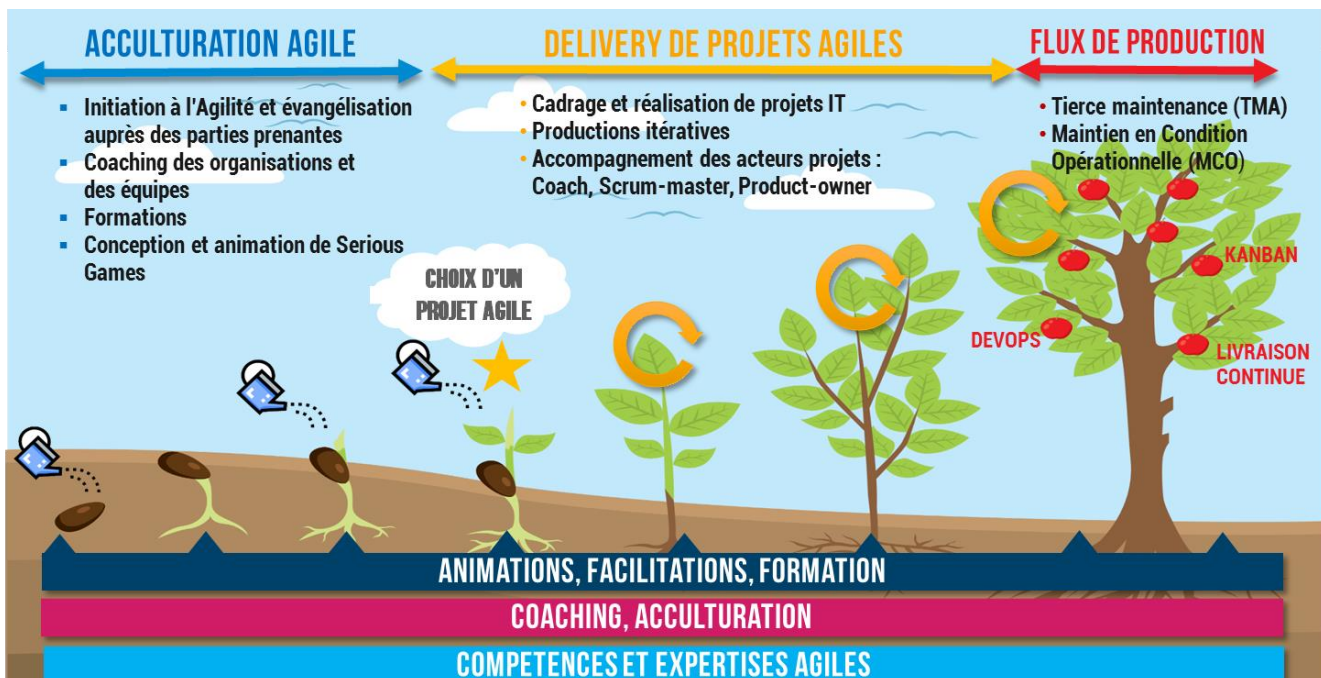 ACCULTURATION AGILE
▪ Initiation à l'Agilité et évangélisation
auprès des parties prenantes
▪ Coaching des organisations et
des équipes
▪ Formations
▪ Conception et animation de Serious
Games
DELIVERY DE PROJETS AGILES
• Cadrage et réalisation de projets IT
• Productions itératives
• Accompagnement des acteurs projets :
Coach, Scrum-master, Product-owner
FLUX DE PRODUCTION
• Tierce maintenance (TMA)
• Maintien en Condition
Opérationnelle (MCO)
CHOIX D'UN
PROJET AGILE
KANBAN
DEVOPS
LIVRAISON
CONTINUE
ANIMATIONS, FACILITATIONS, FORMATION
COACHING, ACCULTURATION
COMPETENCES ET EXPERTISES AGILES